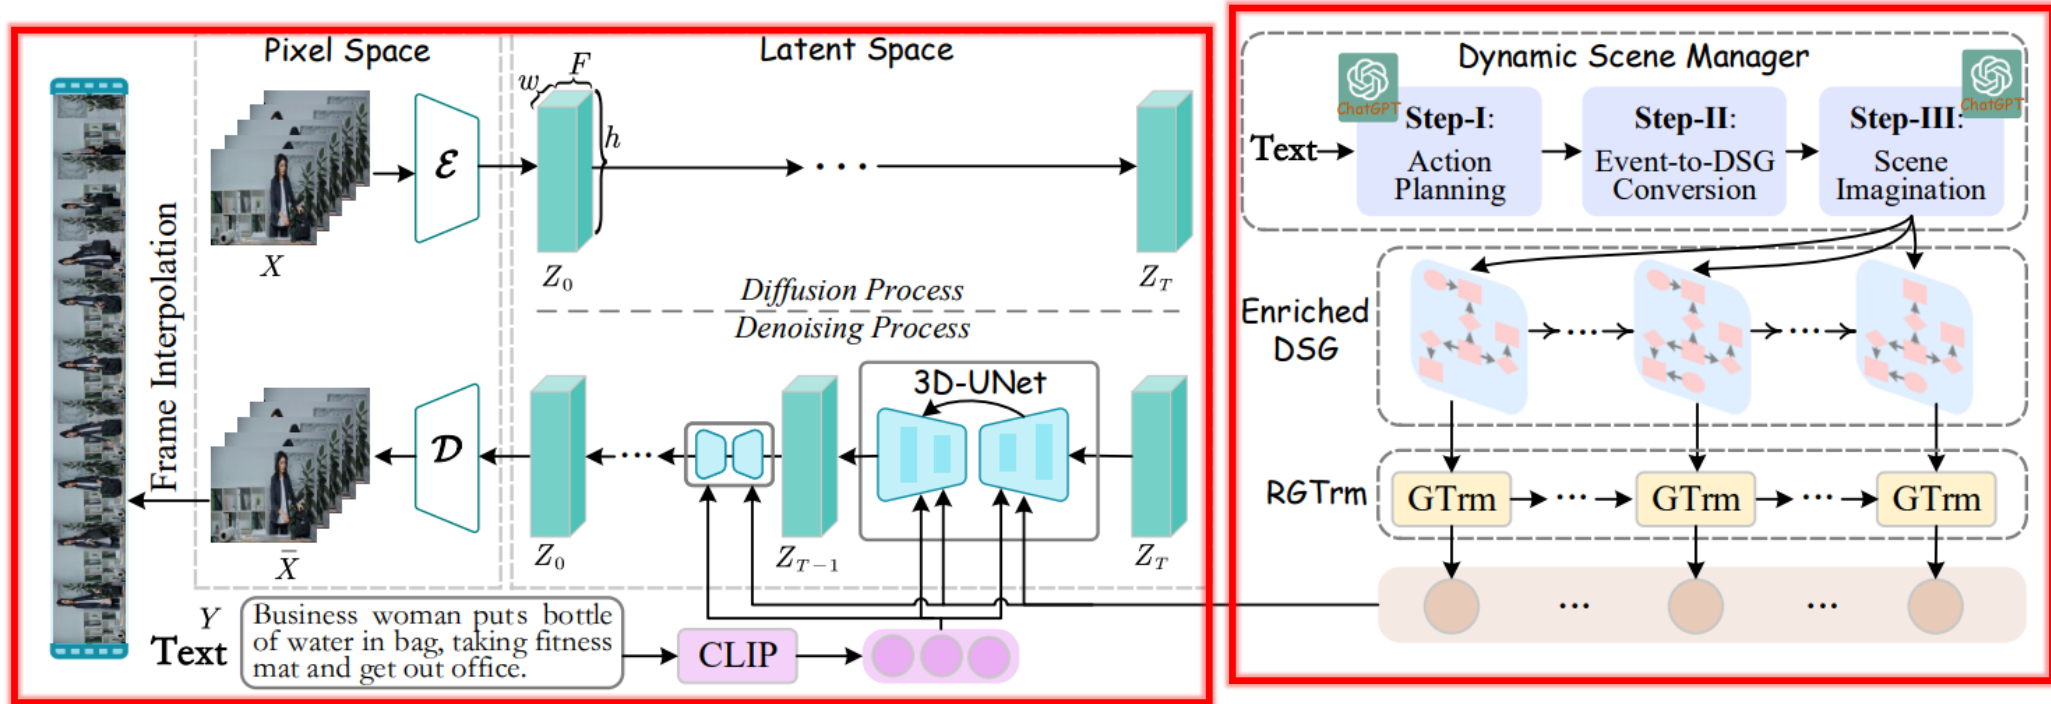 Pixel Space
Latent Space
w
F
h
ℰ
X
Z₀
...
Z_T
Diffusion Process
Denoising Process
Frame Interpolation
3D-UNet
𝒟
X̄
Z₀
...
Z_{T-1}
Z_T
Y
Text
Business woman puts bottle
of water in bag, taking fitness
mat and get out office.
CLIP
Dynamic Scene Manager
ChatGPT
ChatGPT
Text
Step-I:
Action
Planning
Step-II:
Event-to-DSG
Conversion
Step-III:
Scene
Imagination
Enriched
DSG
... ...
RGTrm
GTrm ... GTrm ... GTrm
... ...